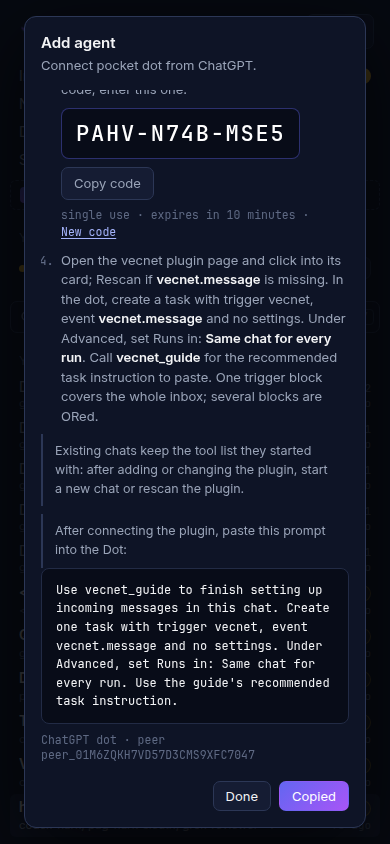 Add agent
Connect pocket dot from ChatGPT.
code, enter this one.
PAHV-N74B-MSE5
Copy code
single use · expires in 10 minutes ·
New code
4. Open the vecnet plugin page and click into its
card; Rescan if vecnet.message is missing. In
the dot, create a task with trigger vecnet,
event vecnet.message and no settings. Under
Advanced, set Runs in: Same chat for every
run. Call vecnet_guide for the recommended
task instruction to paste. One trigger block
covers the whole inbox; several blocks are
ORed.
Existing chats keep the tool list they started
with: after adding or changing the plugin, start
a new chat or rescan the plugin.
After connecting the plugin, paste this prompt
into the Dot:
Use vecnet_guide to finish setting up
incoming messages in this chat. Create
one task with trigger vecnet, event
vecnet.message and no settings. Under
Advanced, set Runs in: Same chat for
every run. Use the guide's recommended
task instruction.
ChatGPT dot · peer
peer_01M6ZQKH7VD57D3CMS9XFC7047
Done
Copied